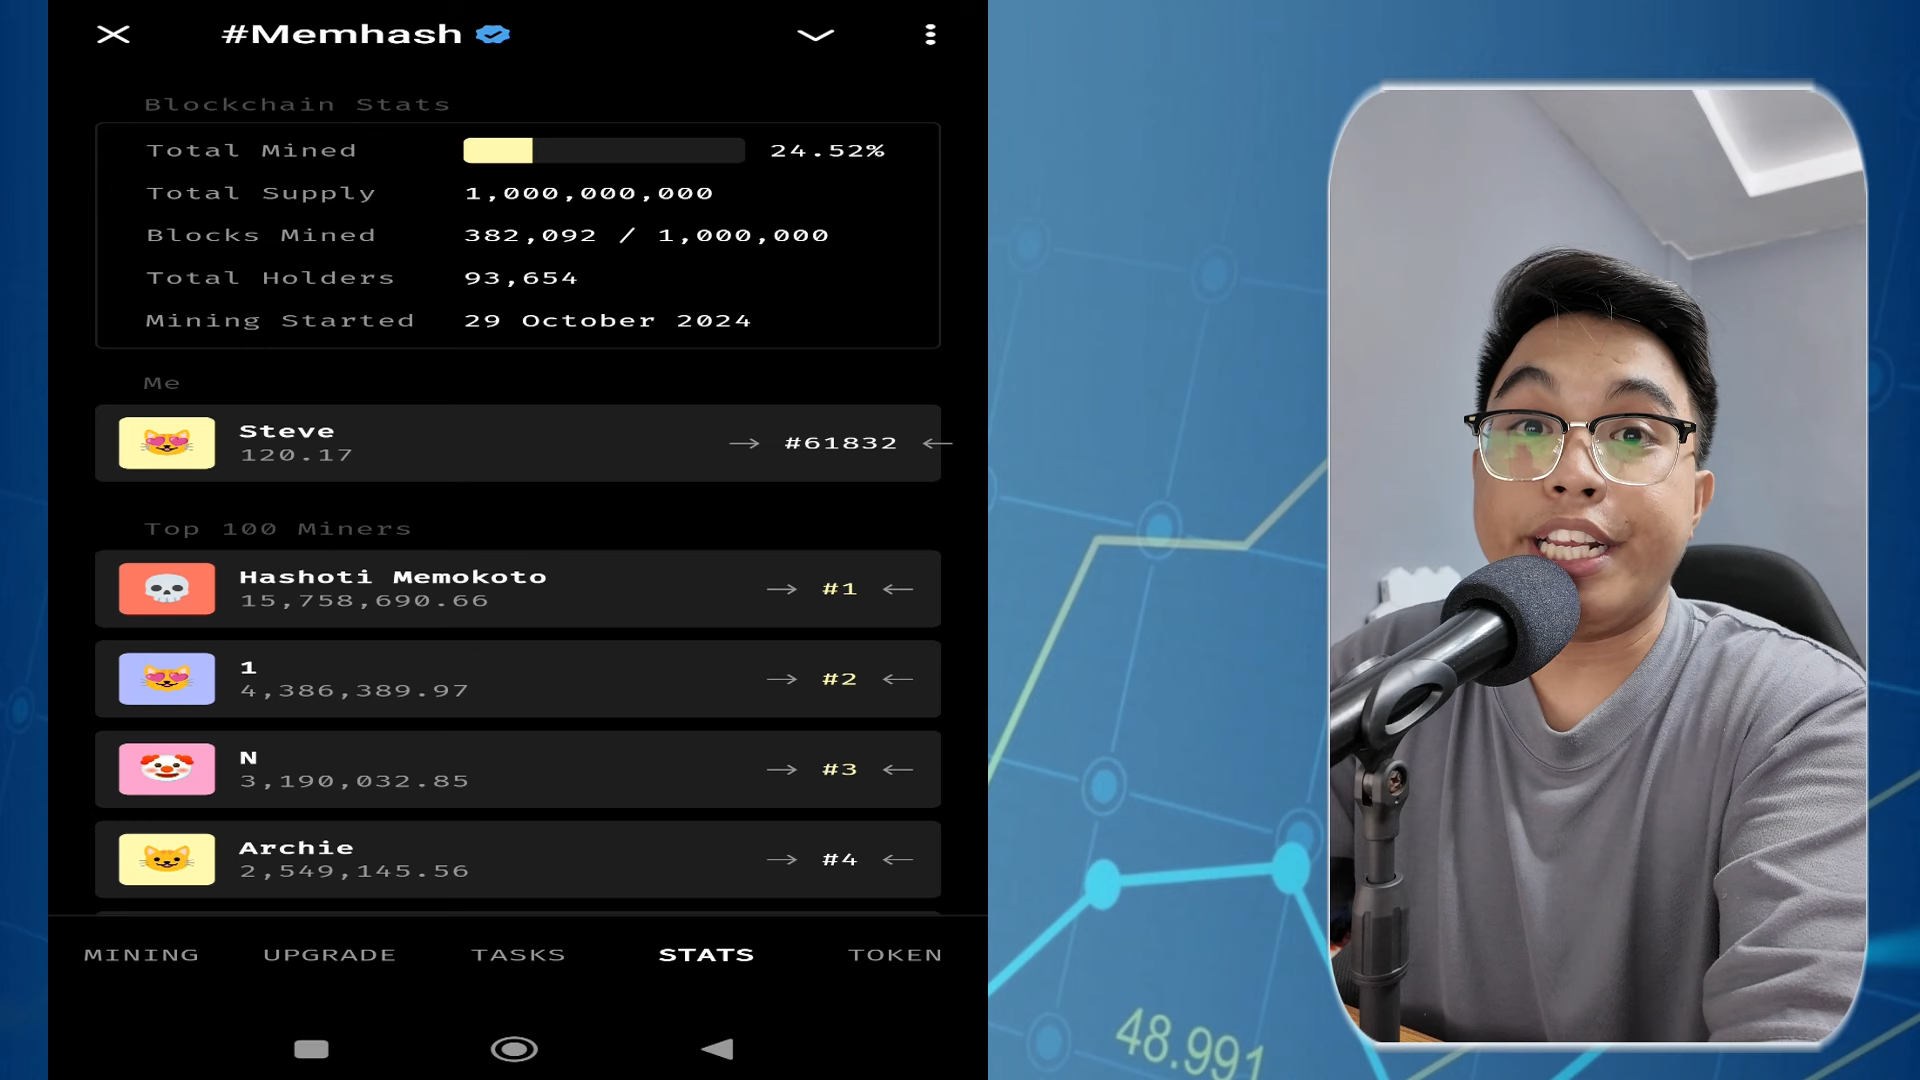 #Memhash
Blockchain Stats
Total Mined 24.52%
Total Supply 1,000,000,000
Blocks Mined 382,092 / 1,000,000
Total Holders 93,654
Mining Started 29 October 2024
Me
Steve
120.17
→ #61832 ←
Top 100 Miners
Hashoti Memokoto
15,758,690.66
→ #1 ←
1
4,386,389.97
→ #2 ←
N
3,190,032.85
→ #3 ←
Archie
2,549,145.56
→ #4 ←
MINING UPGRADE TASKS STATS TOKEN
48.991